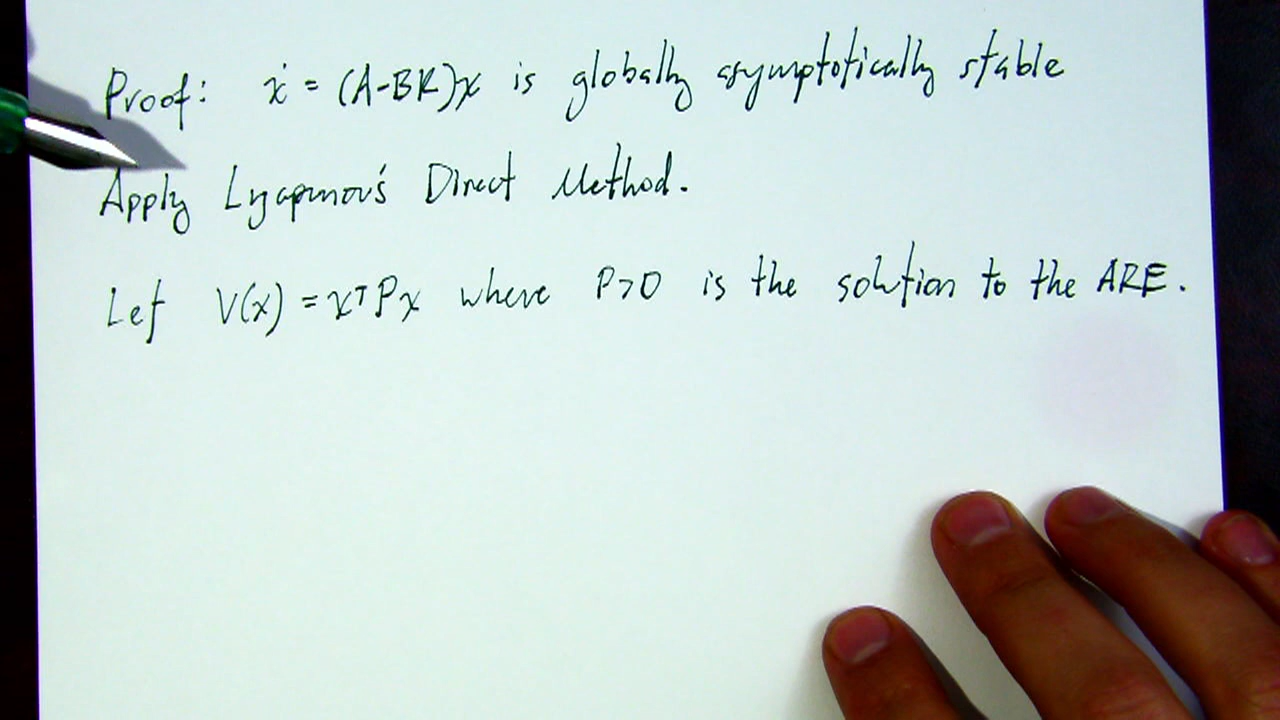 Proof: ẋ = (A-BK)x is globally asymptotically stable
Apply Lyapunov's Direct Method.
Let V(x) = xᵀPx where P>0 is the solution to the ARE.